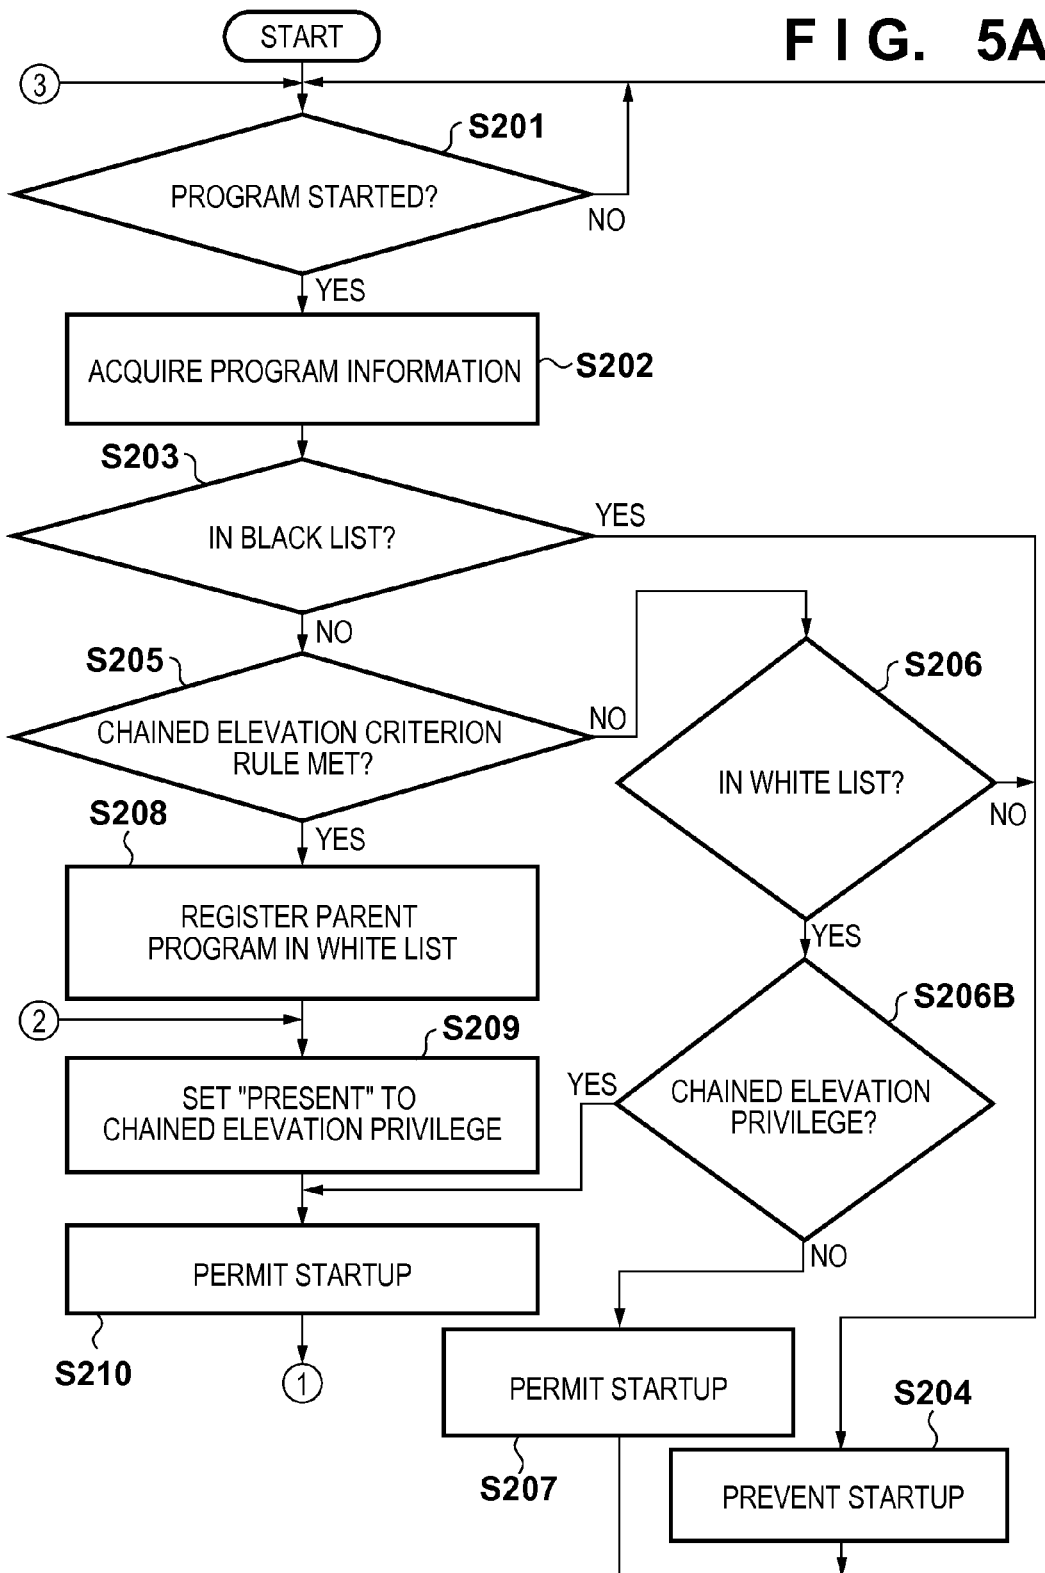 START
FIG. 5A
3
S201
PROGRAM STARTED?
NO
YES
ACQUIRE PROGRAM INFORMATION
S202
S203
IN BLACK LIST?
YES
NO
S205
CHAINED ELEVATION CRITERION
RULE MET?
NO
S206
IN WHITE LIST?
NO
YES
S208
YES
REGISTER PARENT
PROGRAM IN WHITE LIST
S206B
CHAINED ELEVATION
PRIVILEGE?
YES
NO
2
S209
SET "PRESENT" TO
CHAINED ELEVATION PRIVILEGE
PERMIT STARTUP
S210
1
PERMIT STARTUP
S207
S204
PREVENT STARTUP